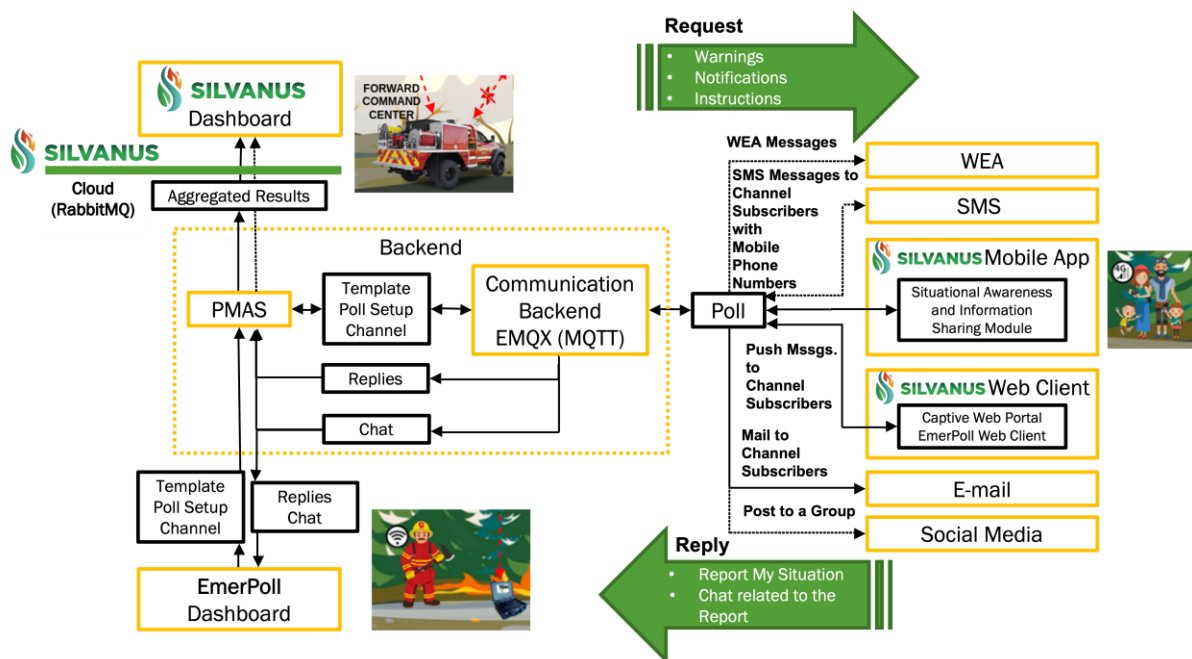 Request
• Warnings
• Notifications
• Instructions
SILVANUS
Dashboard
FORWARD
COMMAND
CENTER
SILVANUS
Cloud
(RabbitMQ)
Aggregated Results
WEA Messages
WEA
SMS Messages to
Channel
Subscribers
with
Mobile
Phone
Numbers
SMS
Backend
PMAS
Template
Poll Setup
Channel
Communication
Backend
EMQX (MQTT)
Poll
SILVANUS Mobile App
Situational Awareness
and Information
Sharing Module
4G
Replies
Chat
Push Mssgs.
to
Channel
Subscribers
SILVANUS Web Client
Captive Web Portal
EmerPoll Web Client
Mail to
Channel
Subscribers
E-mail
Post to a Group
Social Media
Template
Poll Setup
Channel
Replies
Chat
EmerPoll
Dashboard
Reply
• Report My Situation
• Chat related to the
Report